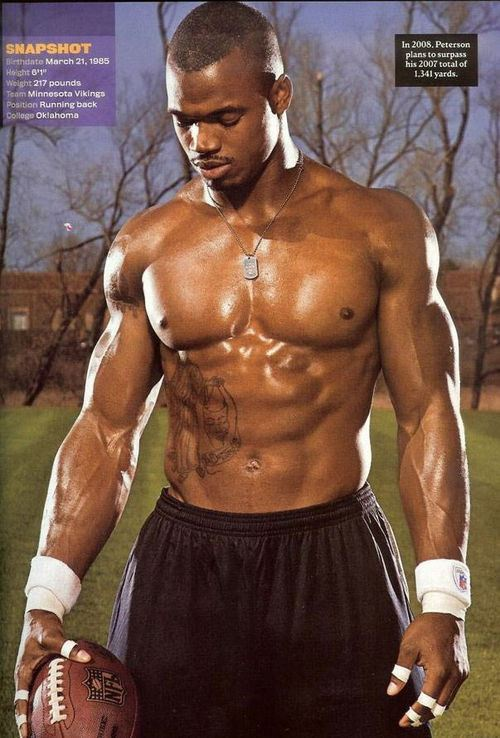 SNAPSHOT
Birthdate March 21, 1985
Height 6'1"
Weight 217 pounds
Team Minnesota Vikings
Position Running back
College Oklahoma
In 2008, Peterson
plans to surpass
his 2007 total of
1,341 yards.
NFL